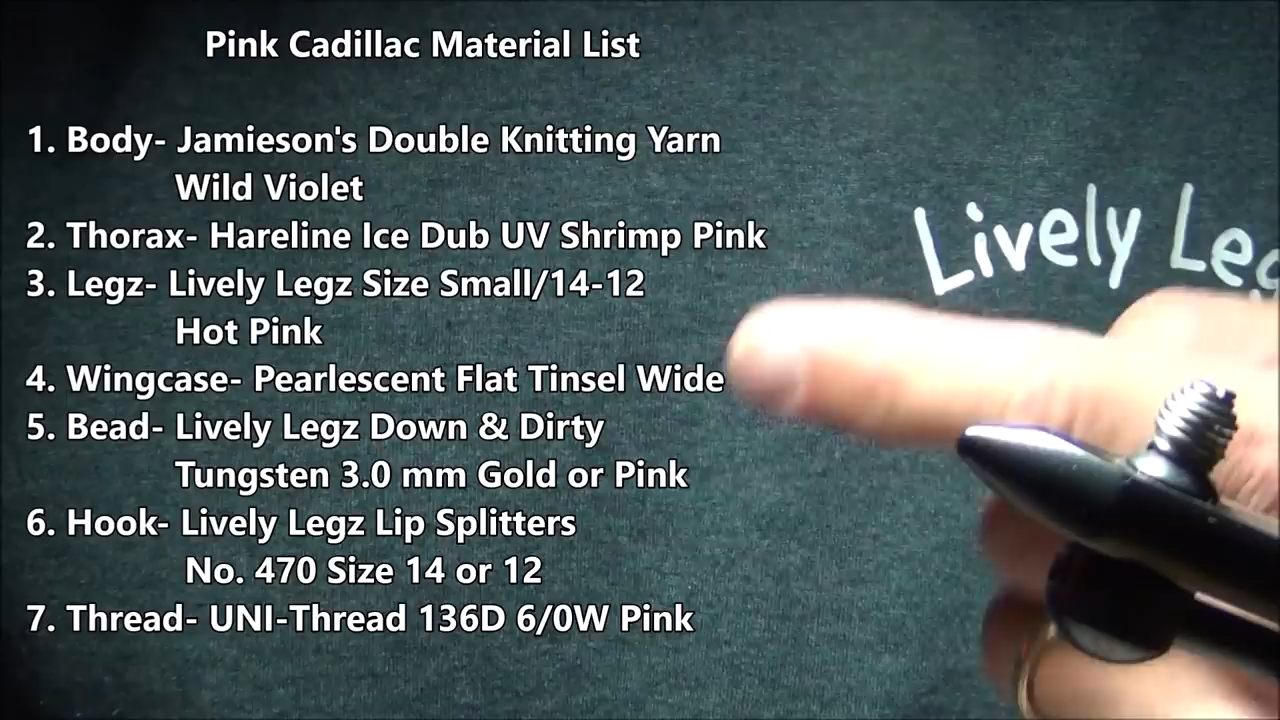 Pink Cadillac Material List
1. Body- Jamieson's Double Knitting Yarn
Wild Violet
2. Thorax- Hareline Ice Dub UV Shrimp Pink
3. Legz- Lively Legz Size Small/14-12
Hot Pink
4. Wingcase- Pearlescent Flat Tinsel Wide
5. Bead- Lively Legz Down & Dirty
Tungsten 3.0 mm Gold or Pink
6. Hook- Lively Legz Lip Splitters
No. 470 Size 14 or 12
7. Thread- UNI-Thread 136D 6/0W Pink
Lively Leg